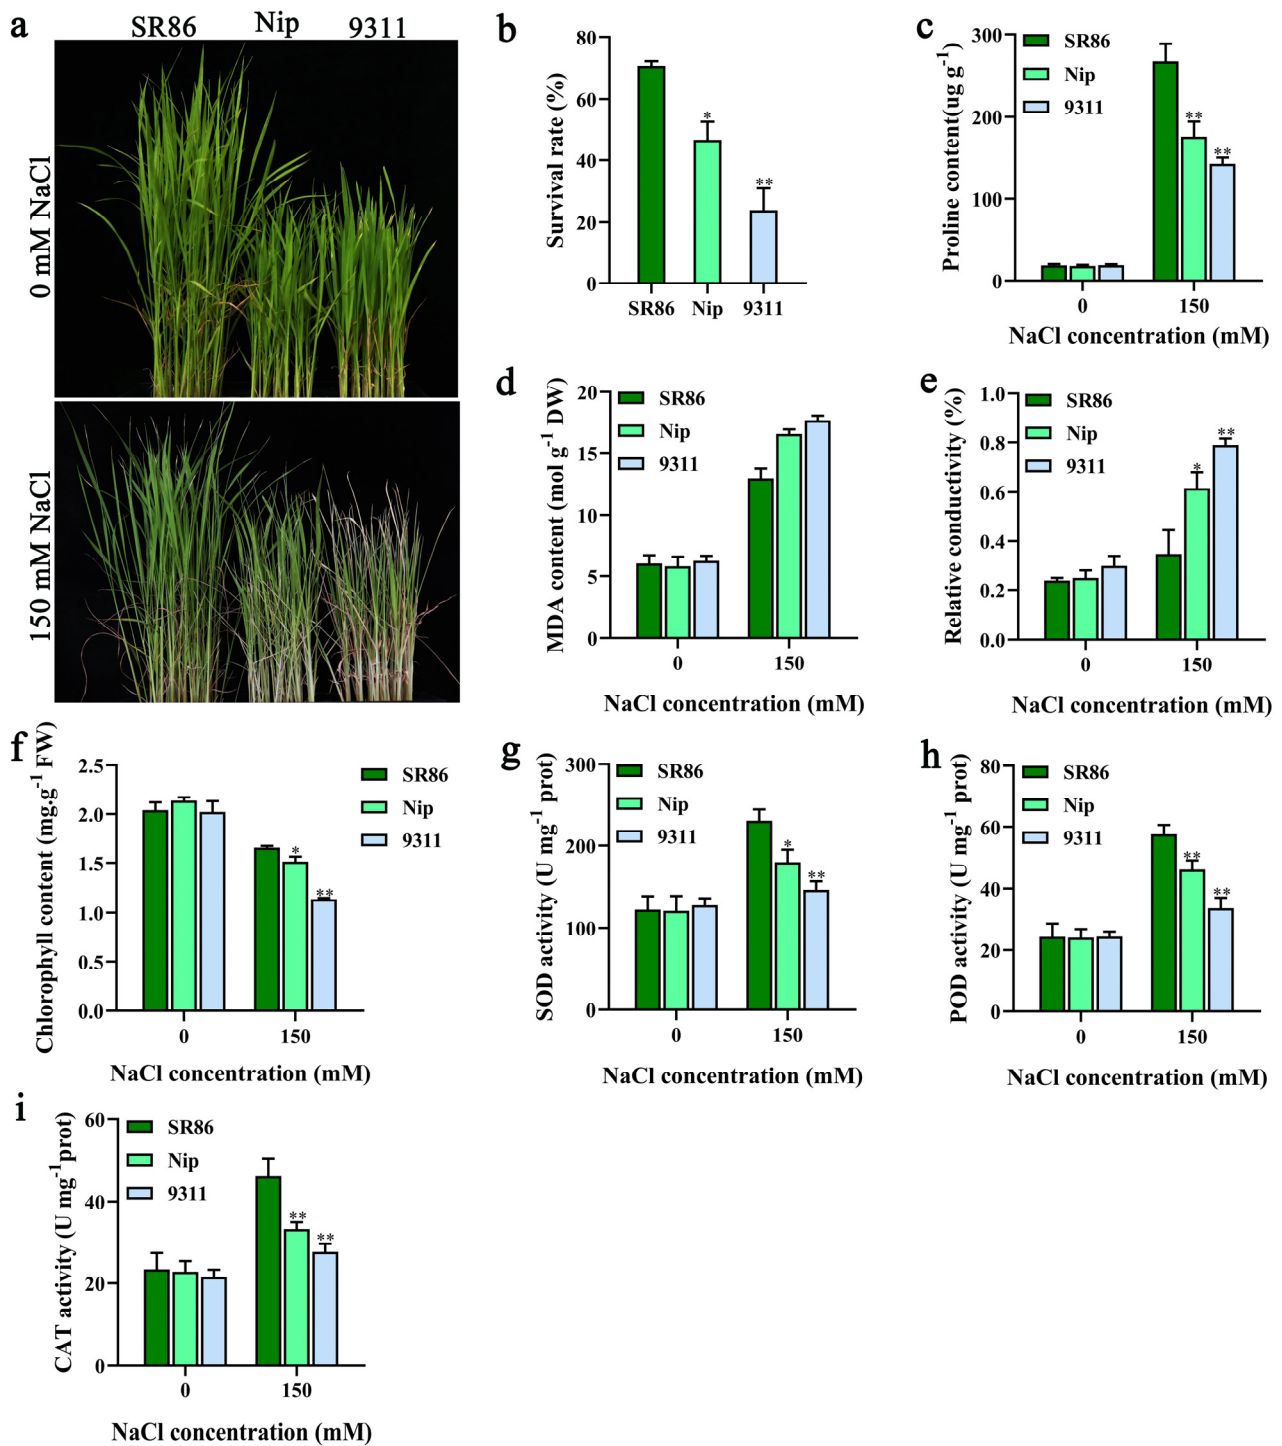 a
SR86 Nip 9311
0 mM NaCl
150 mM NaCl
b
Survival rate (%)
80
60
40
20
0
SR86 Nip 9311
*
**
c
Proline content(ug g⁻¹)
300
200
100
0
SR86
Nip
9311
**
**
0 150
NaCl concentration (mM)
d
MDA content (mol g⁻¹ DW)
20
15
10
5
0
SR86
Nip
9311
0 150
NaCl concentration (mM)
e
Relative conductivity (%)
1.0
0.8
0.6
0.4
0.2
0.0
SR86
Nip
9311
*
**
0 150
NaCl concentration (mM)
f
Chlorophyll content (mg.g⁻¹ FW)
2.5
2.0
1.5
1.0
0.5
0.0
SR86
Nip
9311
*
**
0 150
NaCl concentration (mM)
g
SOD activity (U mg⁻¹ prot)
300
200
100
0
SR86
Nip
9311
*
**
0 150
NaCl concentration (mM)
h
POD activity (U mg⁻¹ prot)
80
60
40
20
0
SR86
Nip
9311
**
**
0 150
NaCl concentration (mM)
i
CAT activity (U mg⁻¹prot)
60
40
20
0
SR86
Nip
9311
**
**
0 150
NaCl concentration (mM)